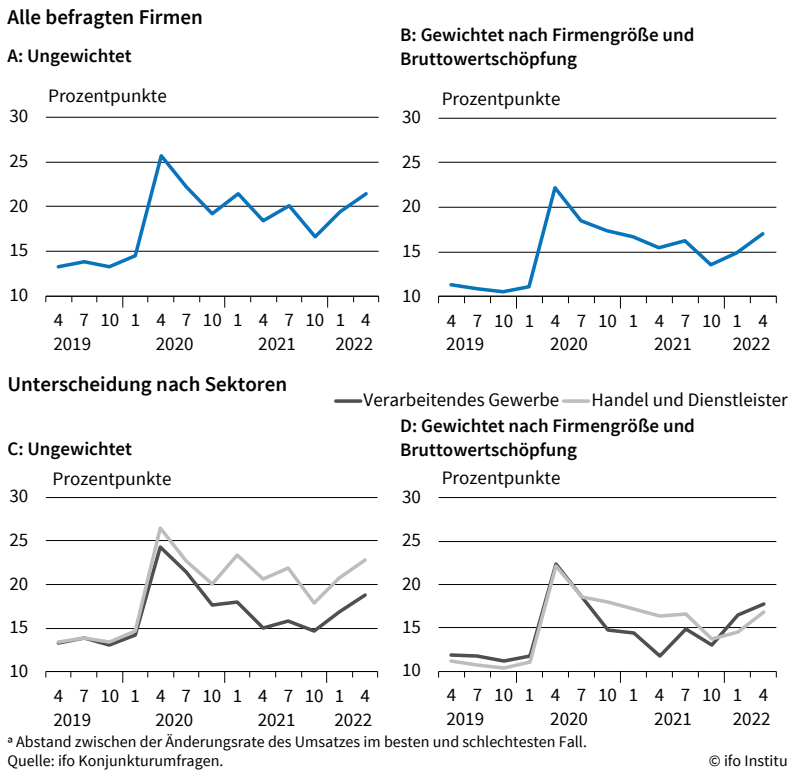 Alle befragten Firmen
A: Ungewichtet
B: Gewichtet nach Firmengröße und
Bruttowertschöpfung
Prozentpunkte
30
25
20
15
10
4 7 10 1 4 7 10 1 4 7 10 1 4
2019 2020 2021 2022
Prozentpunkte
30
25
20
15
10
4 7 10 1 4 7 10 1 4 7 10 1 4
2019 2020 2021 2022
Unterscheidung nach Sektoren
Verarbeitendes Gewerbe Handel und Dienstleister
C: Ungewichtet
D: Gewichtet nach Firmengröße und
Bruttowertschöpfung
Prozentpunkte
30
25
20
15
10
4 7 10 1 4 7 10 1 4 7 10 1 4
2019 2020 2021 2022
Prozentpunkte
30
25
20
15
10
4 7 10 1 4 7 10 1 4 7 10 1 4
2019 2020 2021 2022
ᵃ Abstand zwischen der Änderungsrate des Umsatzes im besten und schlechtesten Fall.
Quelle: ifo Konjunkturumfragen. © ifo Institu